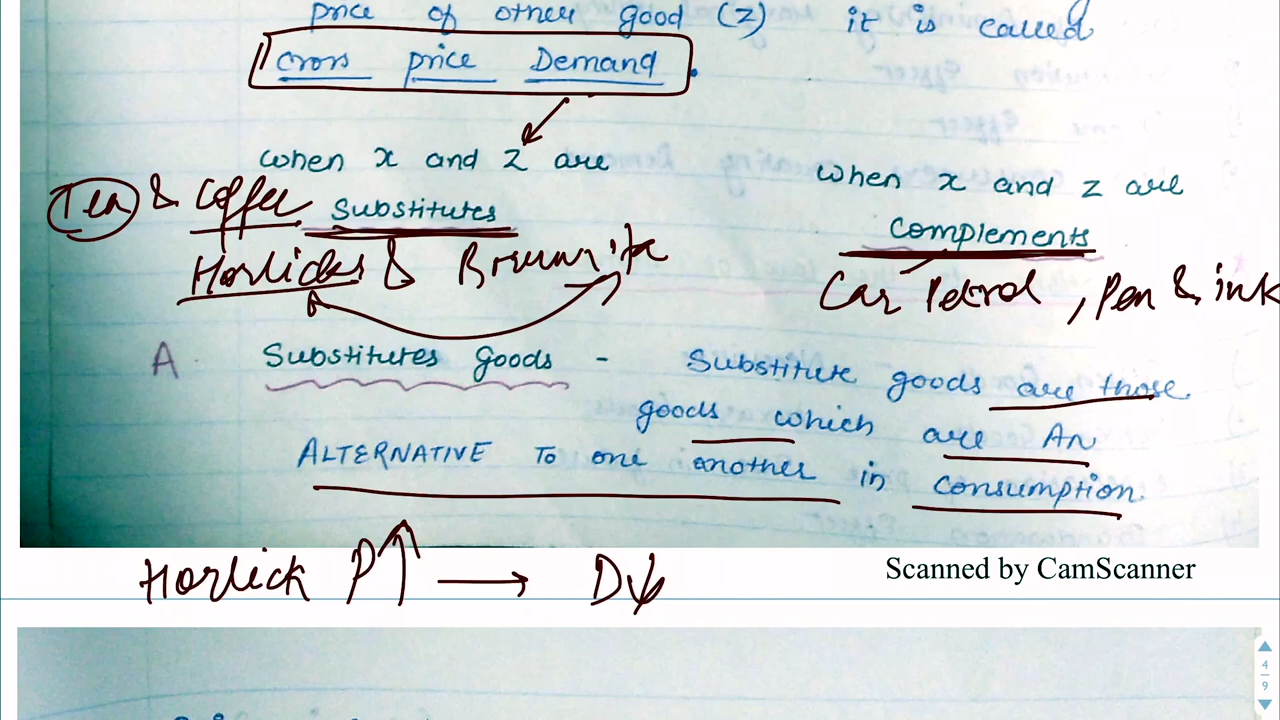 price of other good (z) it is called
cross price Demand.
when x and z are
Tea & Coffee Substitutes
Horlicks &
when x and z are
complements
Car Petrol, Pen & ink
A Substitutes goods - Substitute goods are those
goods which are AN
ALTERNATIVE TO one another in consumption.
Horlick P↑ → D↓
Scanned by CamScanner
4
9